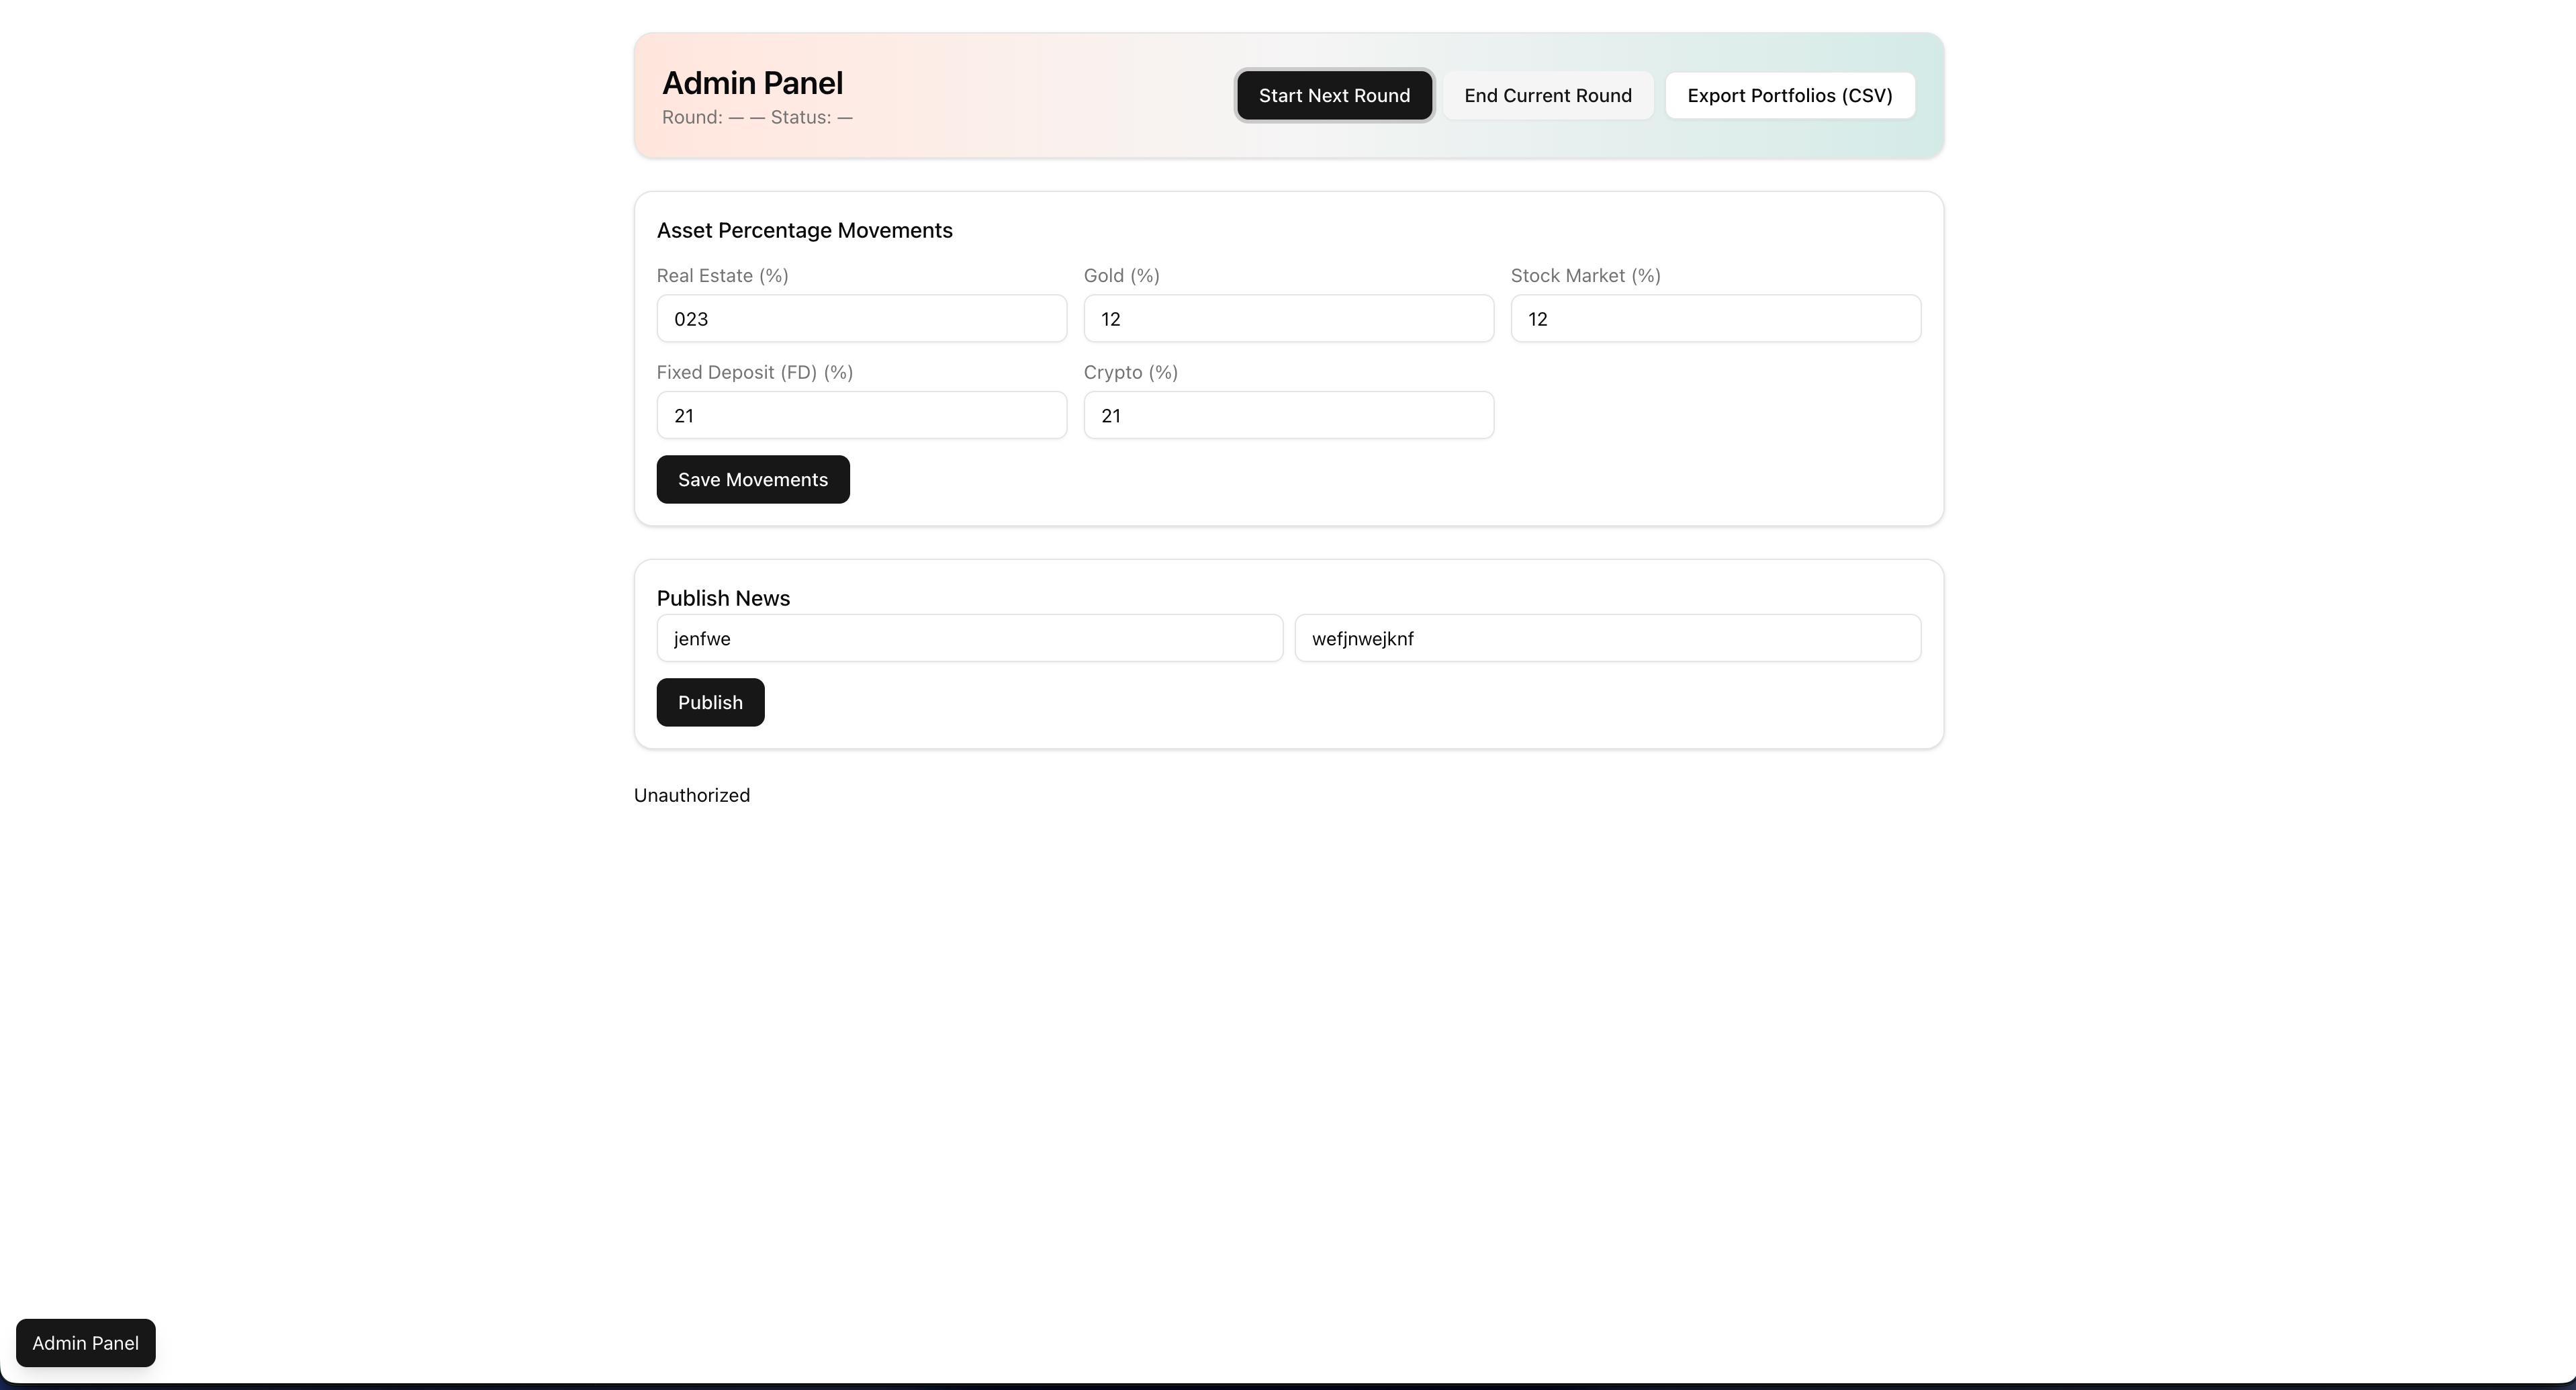 Admin Panel
Round: — — Status: —
Start Next Round
End Current Round
Export Portfolios (CSV)
Asset Percentage Movements
Real Estate (%)
Gold (%)
Stock Market (%)
023
12
12
Fixed Deposit (FD) (%)
Crypto (%)
21
21
Save Movements
Publish News
jenfwe
wefjnwejknf
Publish
Unauthorized
Admin Panel